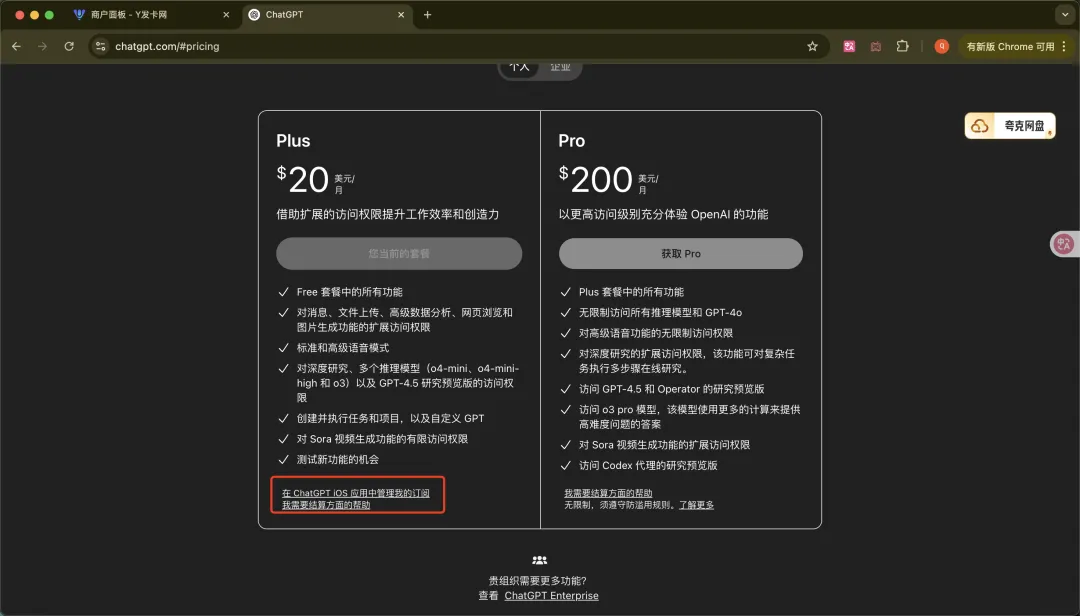 商户面板 - Y发卡网
ChatGPT
chatgpt.com/#pricing
有新版 Chrome 可用
个人
企业
夸克网盘
Plus
$20 美元/
月
借助扩展的访问权限提升工作效率和创造力
您当前的套餐
Free 套餐中的所有功能
对消息、文件上传、高级数据分析、网页浏览和
图片生成功能的扩展访问权限
标准和高级语音模式
对深度研究、多个推理模型（o4-mini、o4-mini-
high 和 o3）以及 GPT-4.5 研究预览版的访问权
限
创建并执行任务和项目，以及自定义 GPT
对 Sora 视频生成功能的有限访问权限
测试新功能的机会
在 ChatGPT iOS 应用中管理我的订阅
我需要结算方面的帮助
Pro
$200 美元/
月
以更高访问级别充分体验 OpenAI 的功能
获取 Pro
Plus 套餐中的所有功能
无限制访问所有推理模型和 GPT-4o
对高级语音功能的无限制访问权限
对深度研究的扩展访问权限，该功能可对复杂任
务执行多步骤在线研究。
访问 GPT-4.5 和 Operator 的研究预览版
访问 o3 pro 模型，该模型使用更多的计算来提供
高难度问题的答案
对 Sora 视频生成功能的扩展访问权限
访问 Codex 代理的研究预览版
我需要结算方面的帮助
无限制，须遵守防滥用规则。了解更多
贵组织需要更多功能?
查看 ChatGPT Enterprise